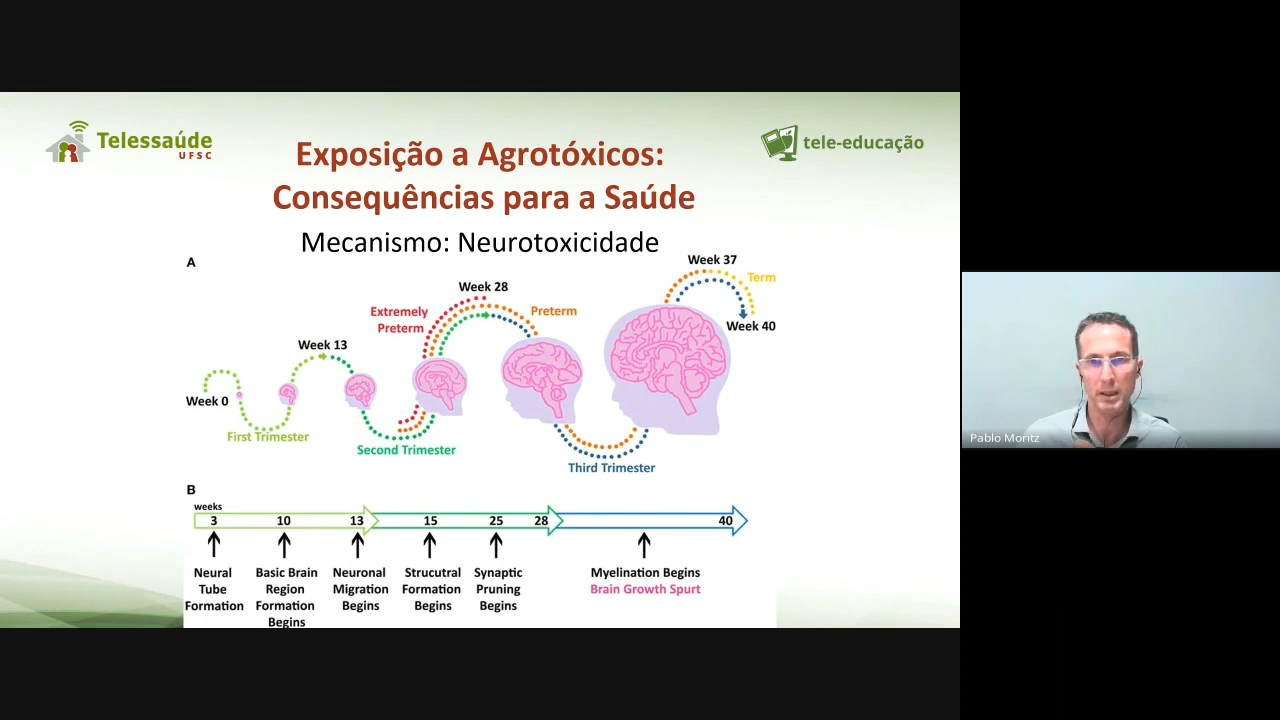 Telessaúde
UFSC
tele-educação
Exposição a Agrotóxicos:
Consequências para a Saúde
Mecanismo: Neurotoxicidade
A
Week 0
First Trimester
Week 13
Second Trimester
Extremely
Preterm
Week 28
Preterm
Third Trimester
Week 37
Term
Week 40
B
weeks
3 10 13 15 25 28 40
Neural
Tube
Formation
Basic Brain
Region
Formation
Begins
Neuronal
Migration
Begins
Strucutral
Formation
Begins
Synaptic
Pruning
Begins
Myelination Begins
Brain Growth Spurt
Pablo Moritz